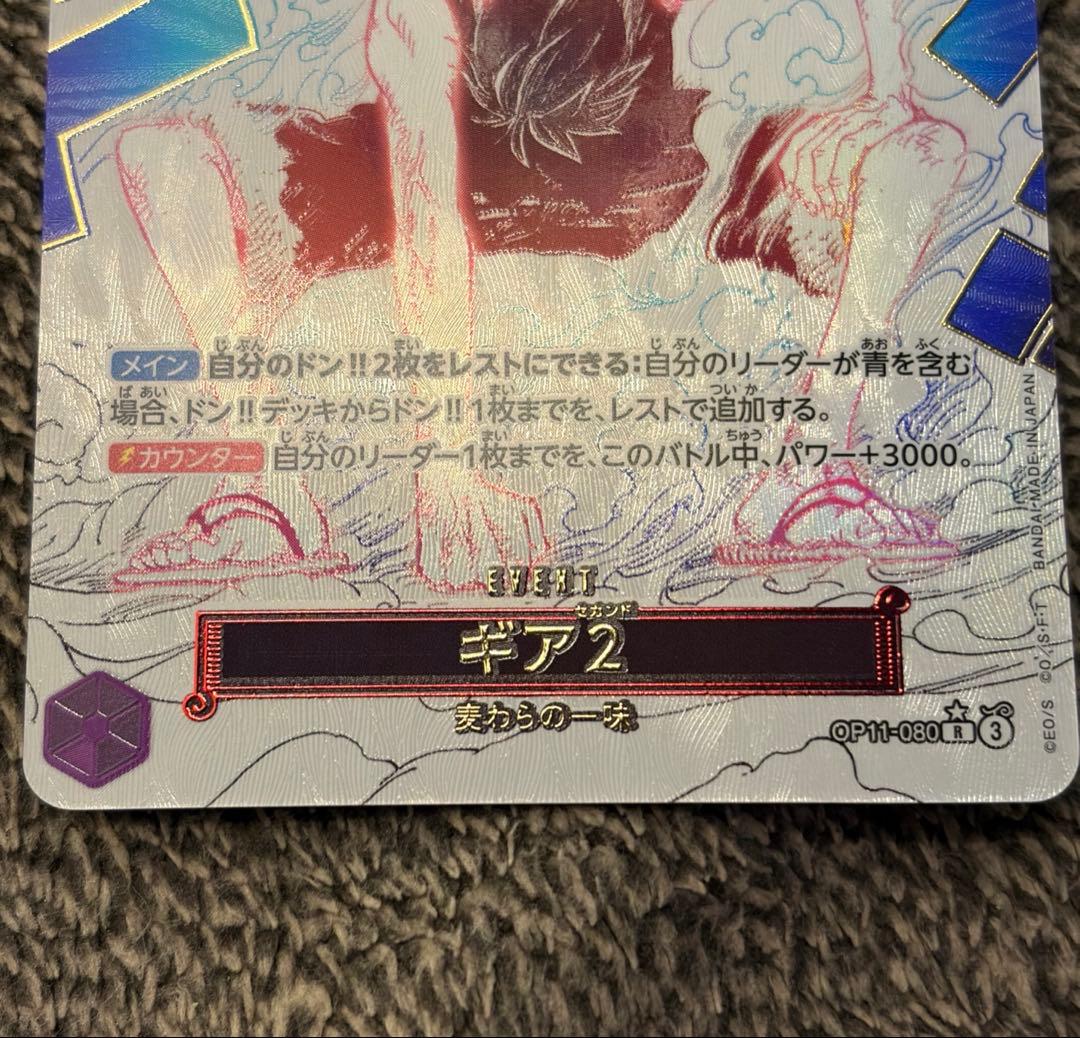 メイン 自分のドン!!2枚をレストにできる:自分のリーダーが青を含む
場合、ドン!!デッキからドン!!1枚までを、レストで追加する。
カウンター 自分のリーダー1枚までを、このバトル中、パワー+3000。
EVENT
セカンド
ギア2
麦わらの一味
OP11-080 R 3
©EO/S ©O/,S・F!・T BANDAI・MADE IN JAPAN